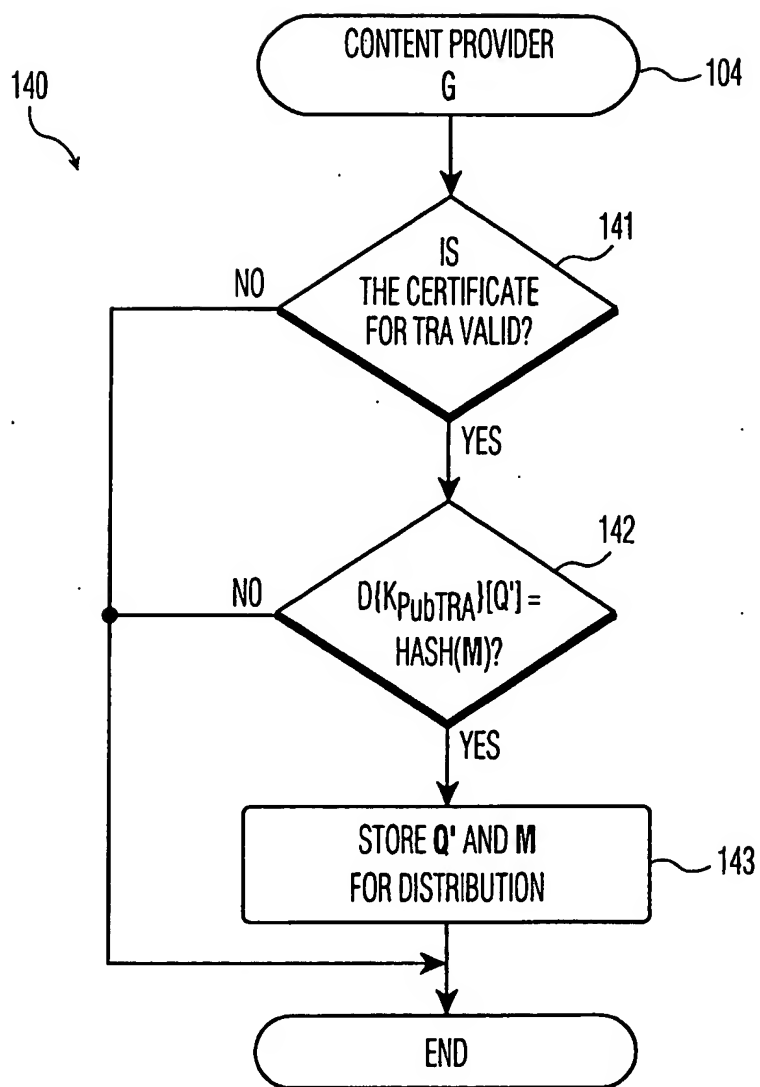 CONTENT PROVIDER
G
104
140
IS
THE CERTIFICATE
FOR TRA VALID?
141
NO
YES
D{KPubTRA}[Q'] =
HASH(M)?
142
NO
YES
STORE Q' AND M
FOR DISTRIBUTION
143
END